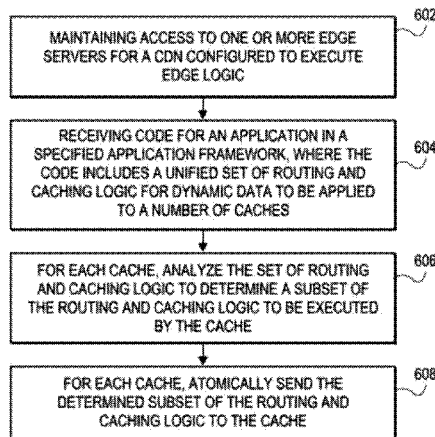 602
MAINTAINING ACCESS TO ONE OR MORE EDGE
SERVERS FOR A CDN CONFIGURED TO EXECUTE
EDGE LOGIC
604
RECEIVING CODE FOR AN APPLICATION IN A
SPECIFIED APPLICATION FRAMEWORK, WHERE THE
CODE INCLUDES A UNIFIED SET OF ROUTING AND
CACHING LOGIC FOR DYNAMIC DATA TO BE APPLIED
TO A NUMBER OF CACHES
606
FOR EACH CACHE, ANALYZE THE SET OF ROUTING
AND CACHING LOGIC TO DETERMINE A SUBSET OF
THE ROUTING AND CACHING LOGIC TO BE EXECUTED
BY THE CACHE
608
FOR EACH CACHE, ATOMICALLY SEND THE
DETERMINED SUBSET OF THE ROUTING AND
CACHING LOGIC TO THE CACHE